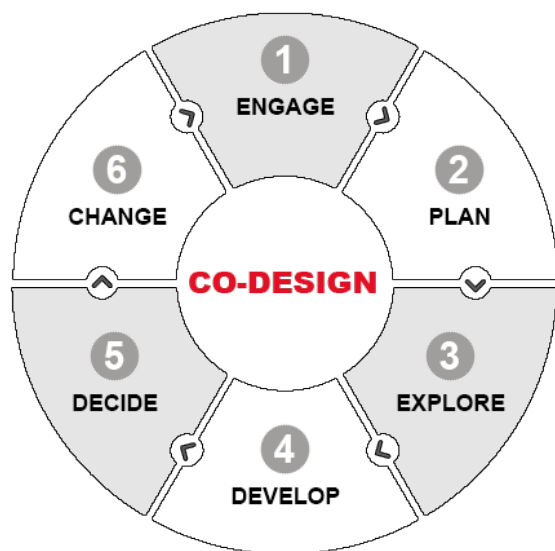 1
ENGAGE
2
PLAN
3
EXPLORE
4
DEVELOP
5
DECIDE
6
CHANGE
CO-DESIGN